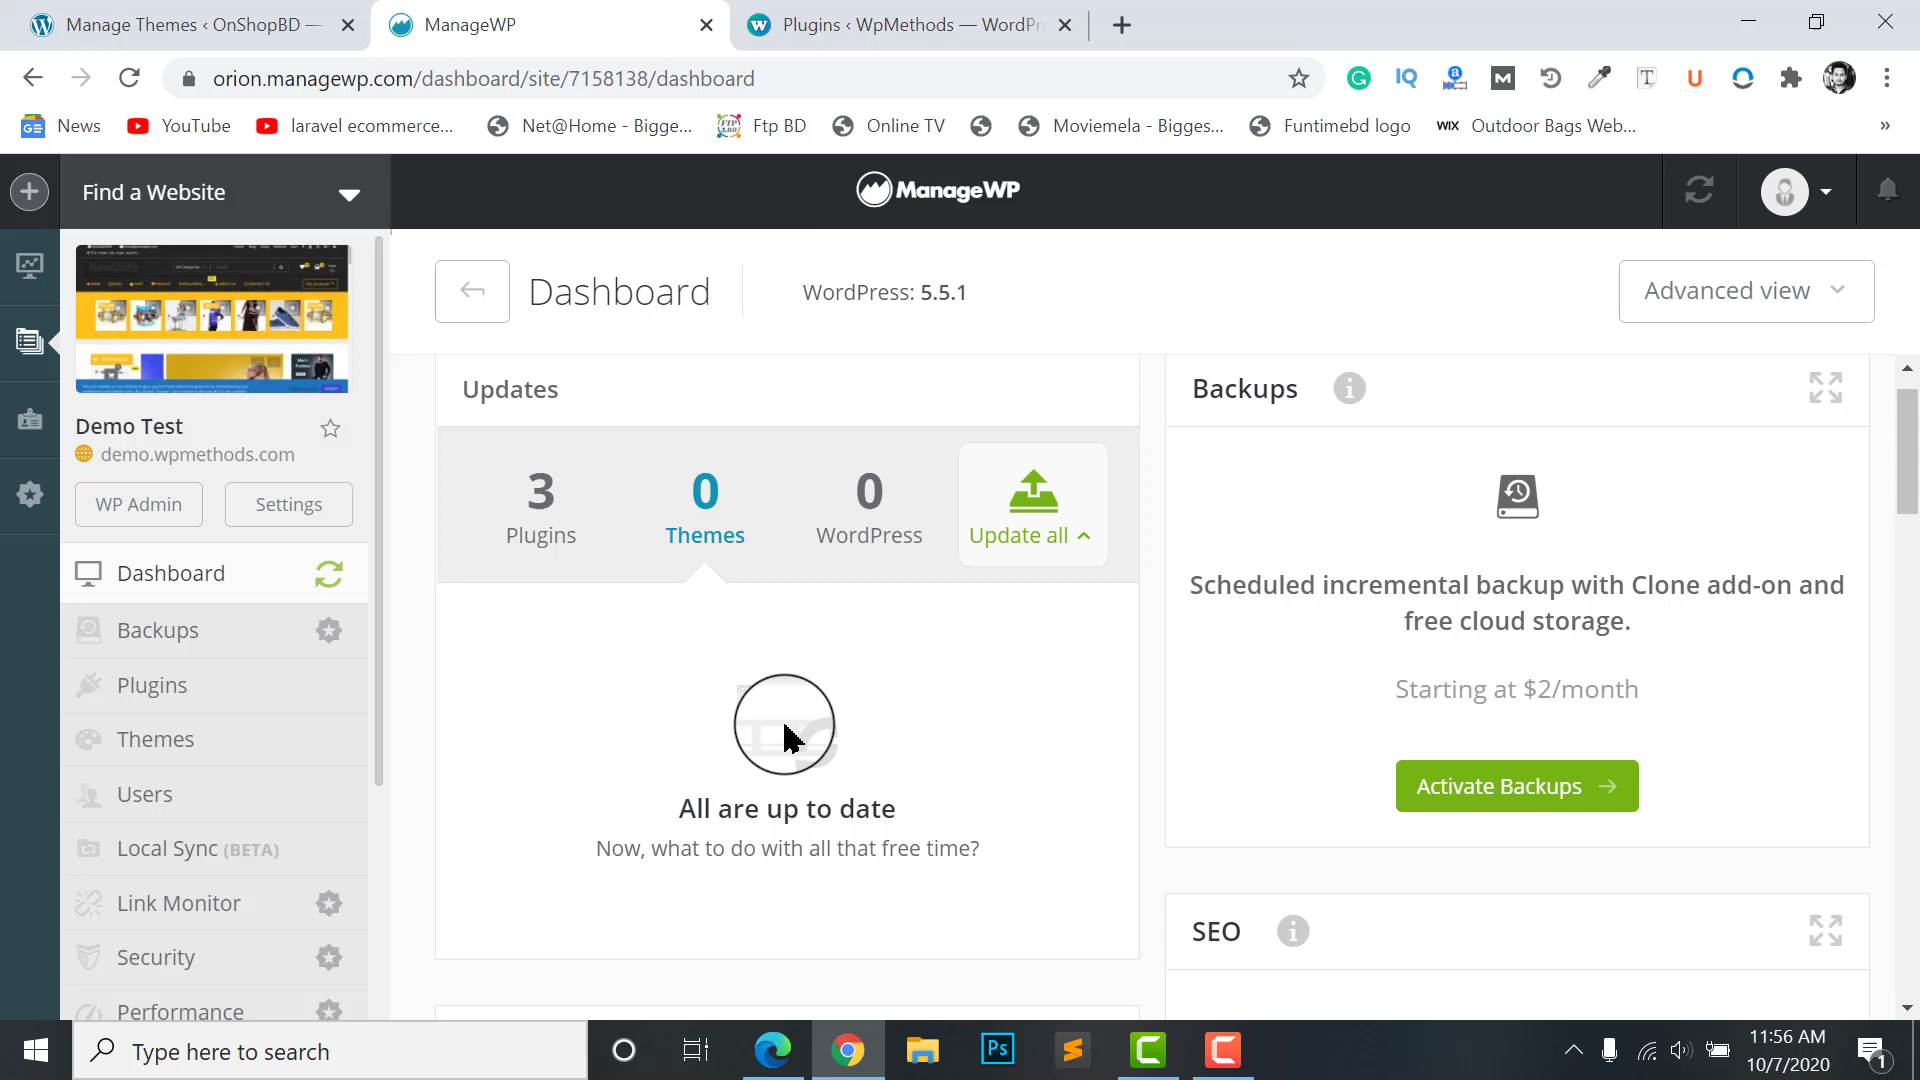 Manage Themes ‹ OnShopBD —
ManageWP
Plugins ‹ WpMethods — WordPr
orion.managewp.com/dashboard/site/7158138/dashboard
News
YouTube
laravel ecommerce...
Net@Home - Bigge...
Ftp BD
Online TV
Moviemela - Bigges...
Funtimebd logo
WIX Outdoor Bags Web...
»
Find a Website
ManageWP
Dashboard
WordPress: 5.5.1
Advanced view
Demo Test
demo.wpmethods.com
WP Admin
Settings
Dashboard
Backups
Plugins
Themes
Users
Local Sync (BETA)
Link Monitor
Security
Performance
Updates
3
Plugins
0
Themes
0
WordPress
Update all
All are up to date
Now, what to do with all that free time?
Backups
Scheduled incremental backup with Clone add-on and
free cloud storage.
Starting at $2/month
Activate Backups
SEO
Type here to search
Ps
11:56 AM
10/7/2020
1